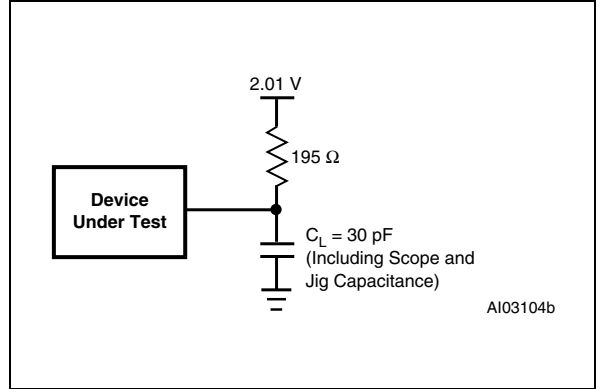 2.01 V
195 Ω
Device
Under Test
C_L = 30 pF
(Including Scope and
Jig Capacitance)
AI03104b